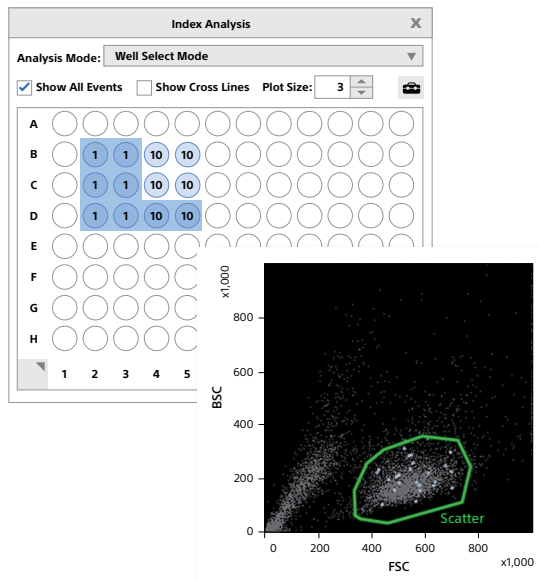 Index Analysis X
Analysis Mode: Well Select Mode
Show All Events Show Cross Lines Plot Size: 3
A
B 1 1 10 10
C 1 1 10 10
D 1 1 10 10
E
F
G
H
1 2 3 4 5
x1,000
BSC
800
600
400
200
0
Scatter
0 200 400 600 800
FSC
x1,000